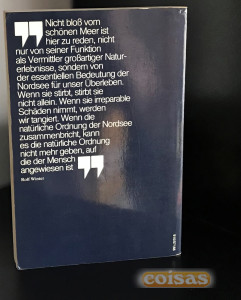 "Nicht bloß vom
schönen Meer ist
hier zu reden, nicht
nur von seiner Funktion
als Vermittler großartiger Natur-
erlebnisse, sondern von
der essentiellen Bedeutung der
Nordsee für unser Überleben.
Wenn sie stirbt, stirbt sie
nicht allein. Wenn sie irreparable
Schäden nimmt, werden
wir tangiert. Wenn die
natürliche Ordnung der Nordsee
zusammenbricht, kann
es die natürliche Ordnung
nicht mehr geben, auf
die der Mensch
angewiesen ist"
Rolf Winter
coisas